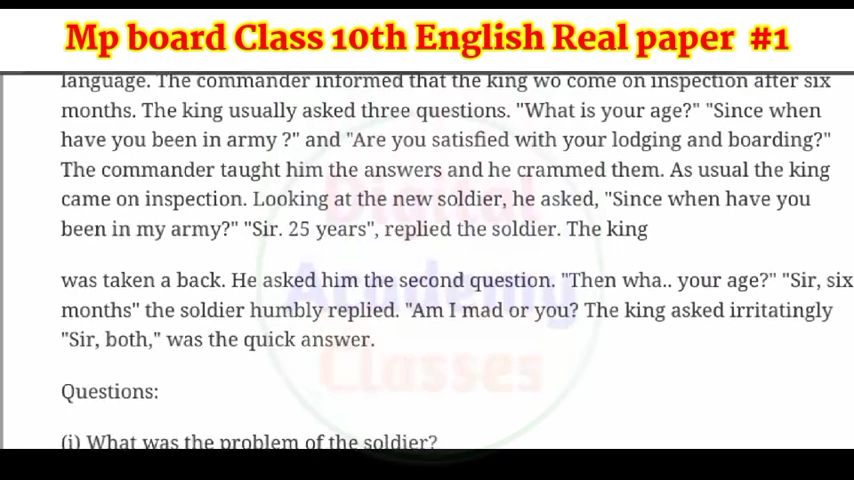 Mp board Class 10th English Real paper #1
language. The commander informed that the king wo come on inspection after six
months. The king usually asked three questions. "What is your age?" "Since when
have you been in army ?" and "Are you satisfied with your lodging and boarding?"
The commander taught him the answers and he crammed them. As usual the king
came on inspection. Looking at the new soldier, he asked, "Since when have you
been in my army?" "Sir. 25 years", replied the soldier. The king
was taken a back. He asked him the second question. "Then wha.. your age?" "Sir, six
months" the soldier humbly replied. "Am I mad or you? The king asked irritatingly
"Sir, both," was the quick answer.
Questions:
(i) What was the problem of the soldier?
Digital
Academy
Classes